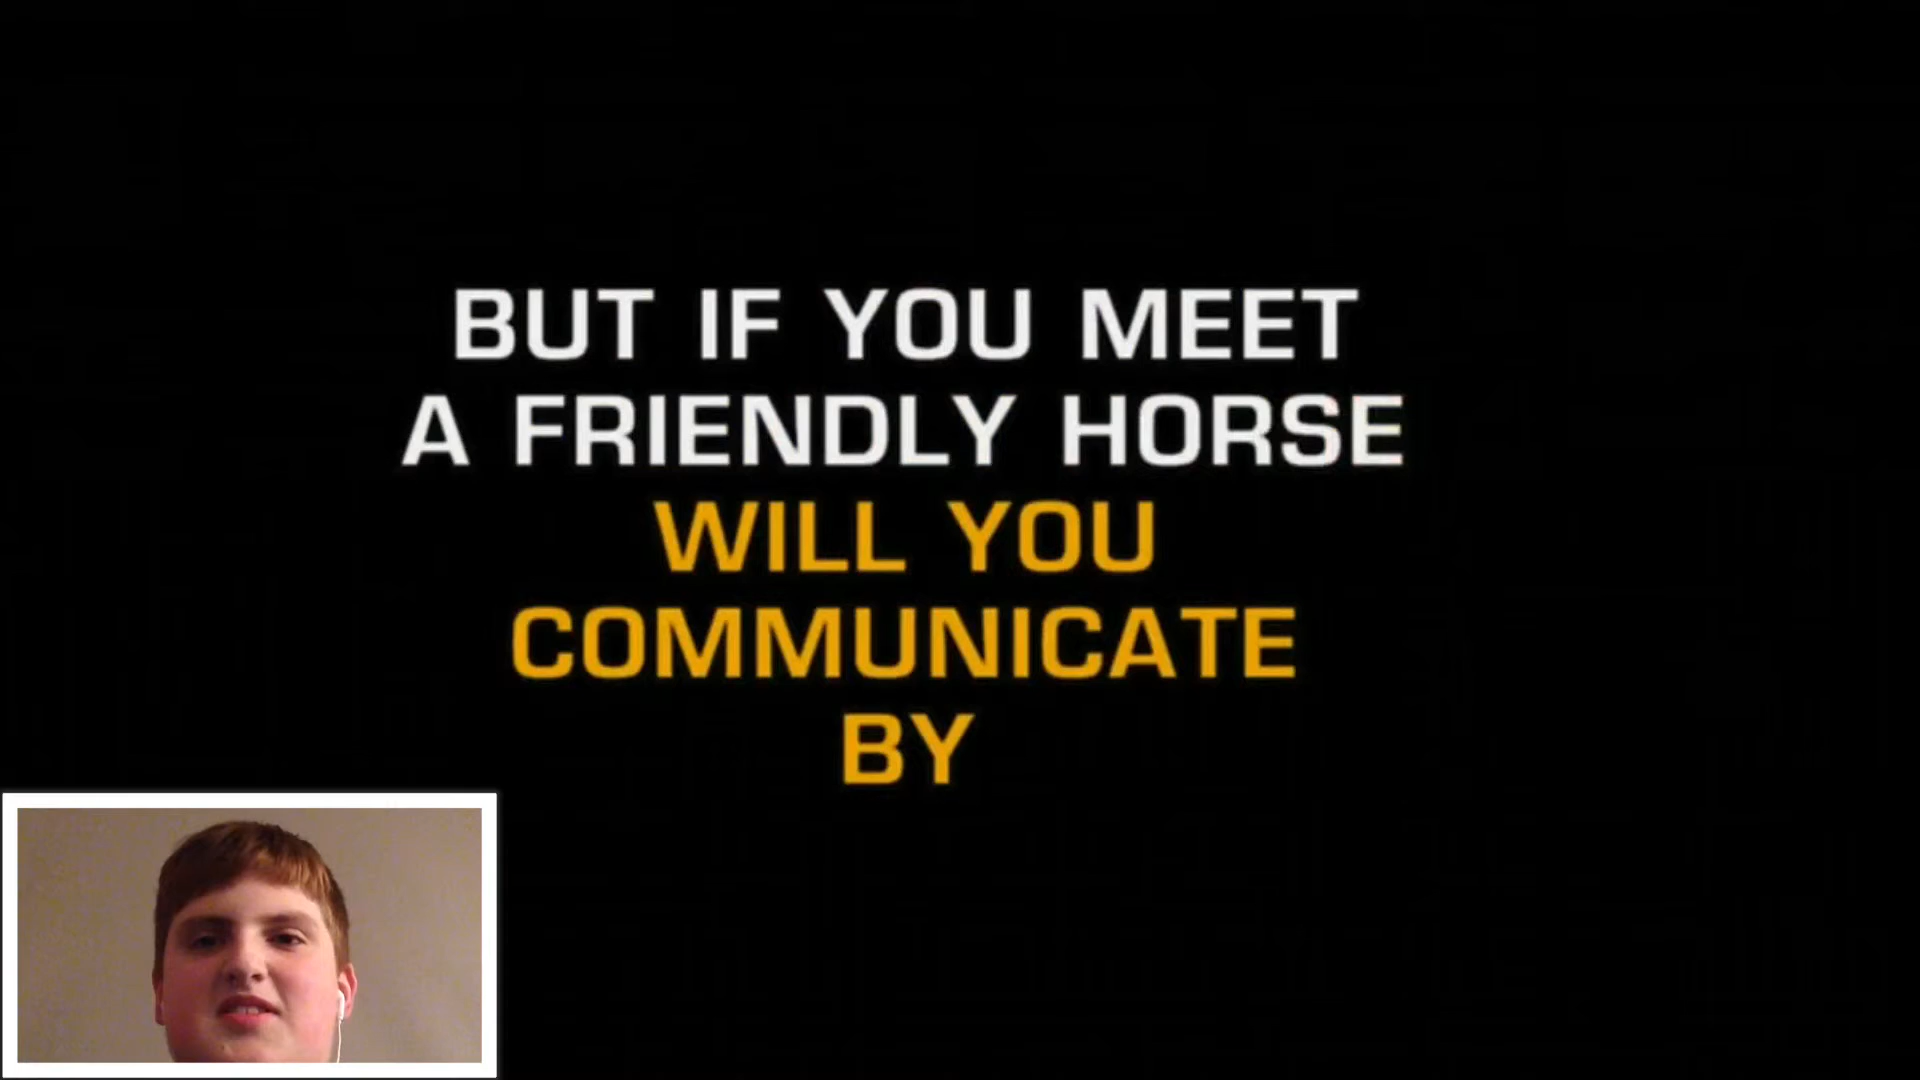 BUT IF YOU MEET
A FRIENDLY HORSE
WILL YOU
COMMUNICATE
BY